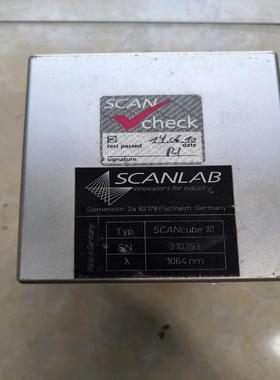 SCAN
check
test passed 14.06.10 date
signature
SCANLAB
innovators for industry
Siemensstr. 2a 82178 Puchheim, Germany
Made in Germany
Typ SCANcube 10
SN 310393
λ 1064 nm